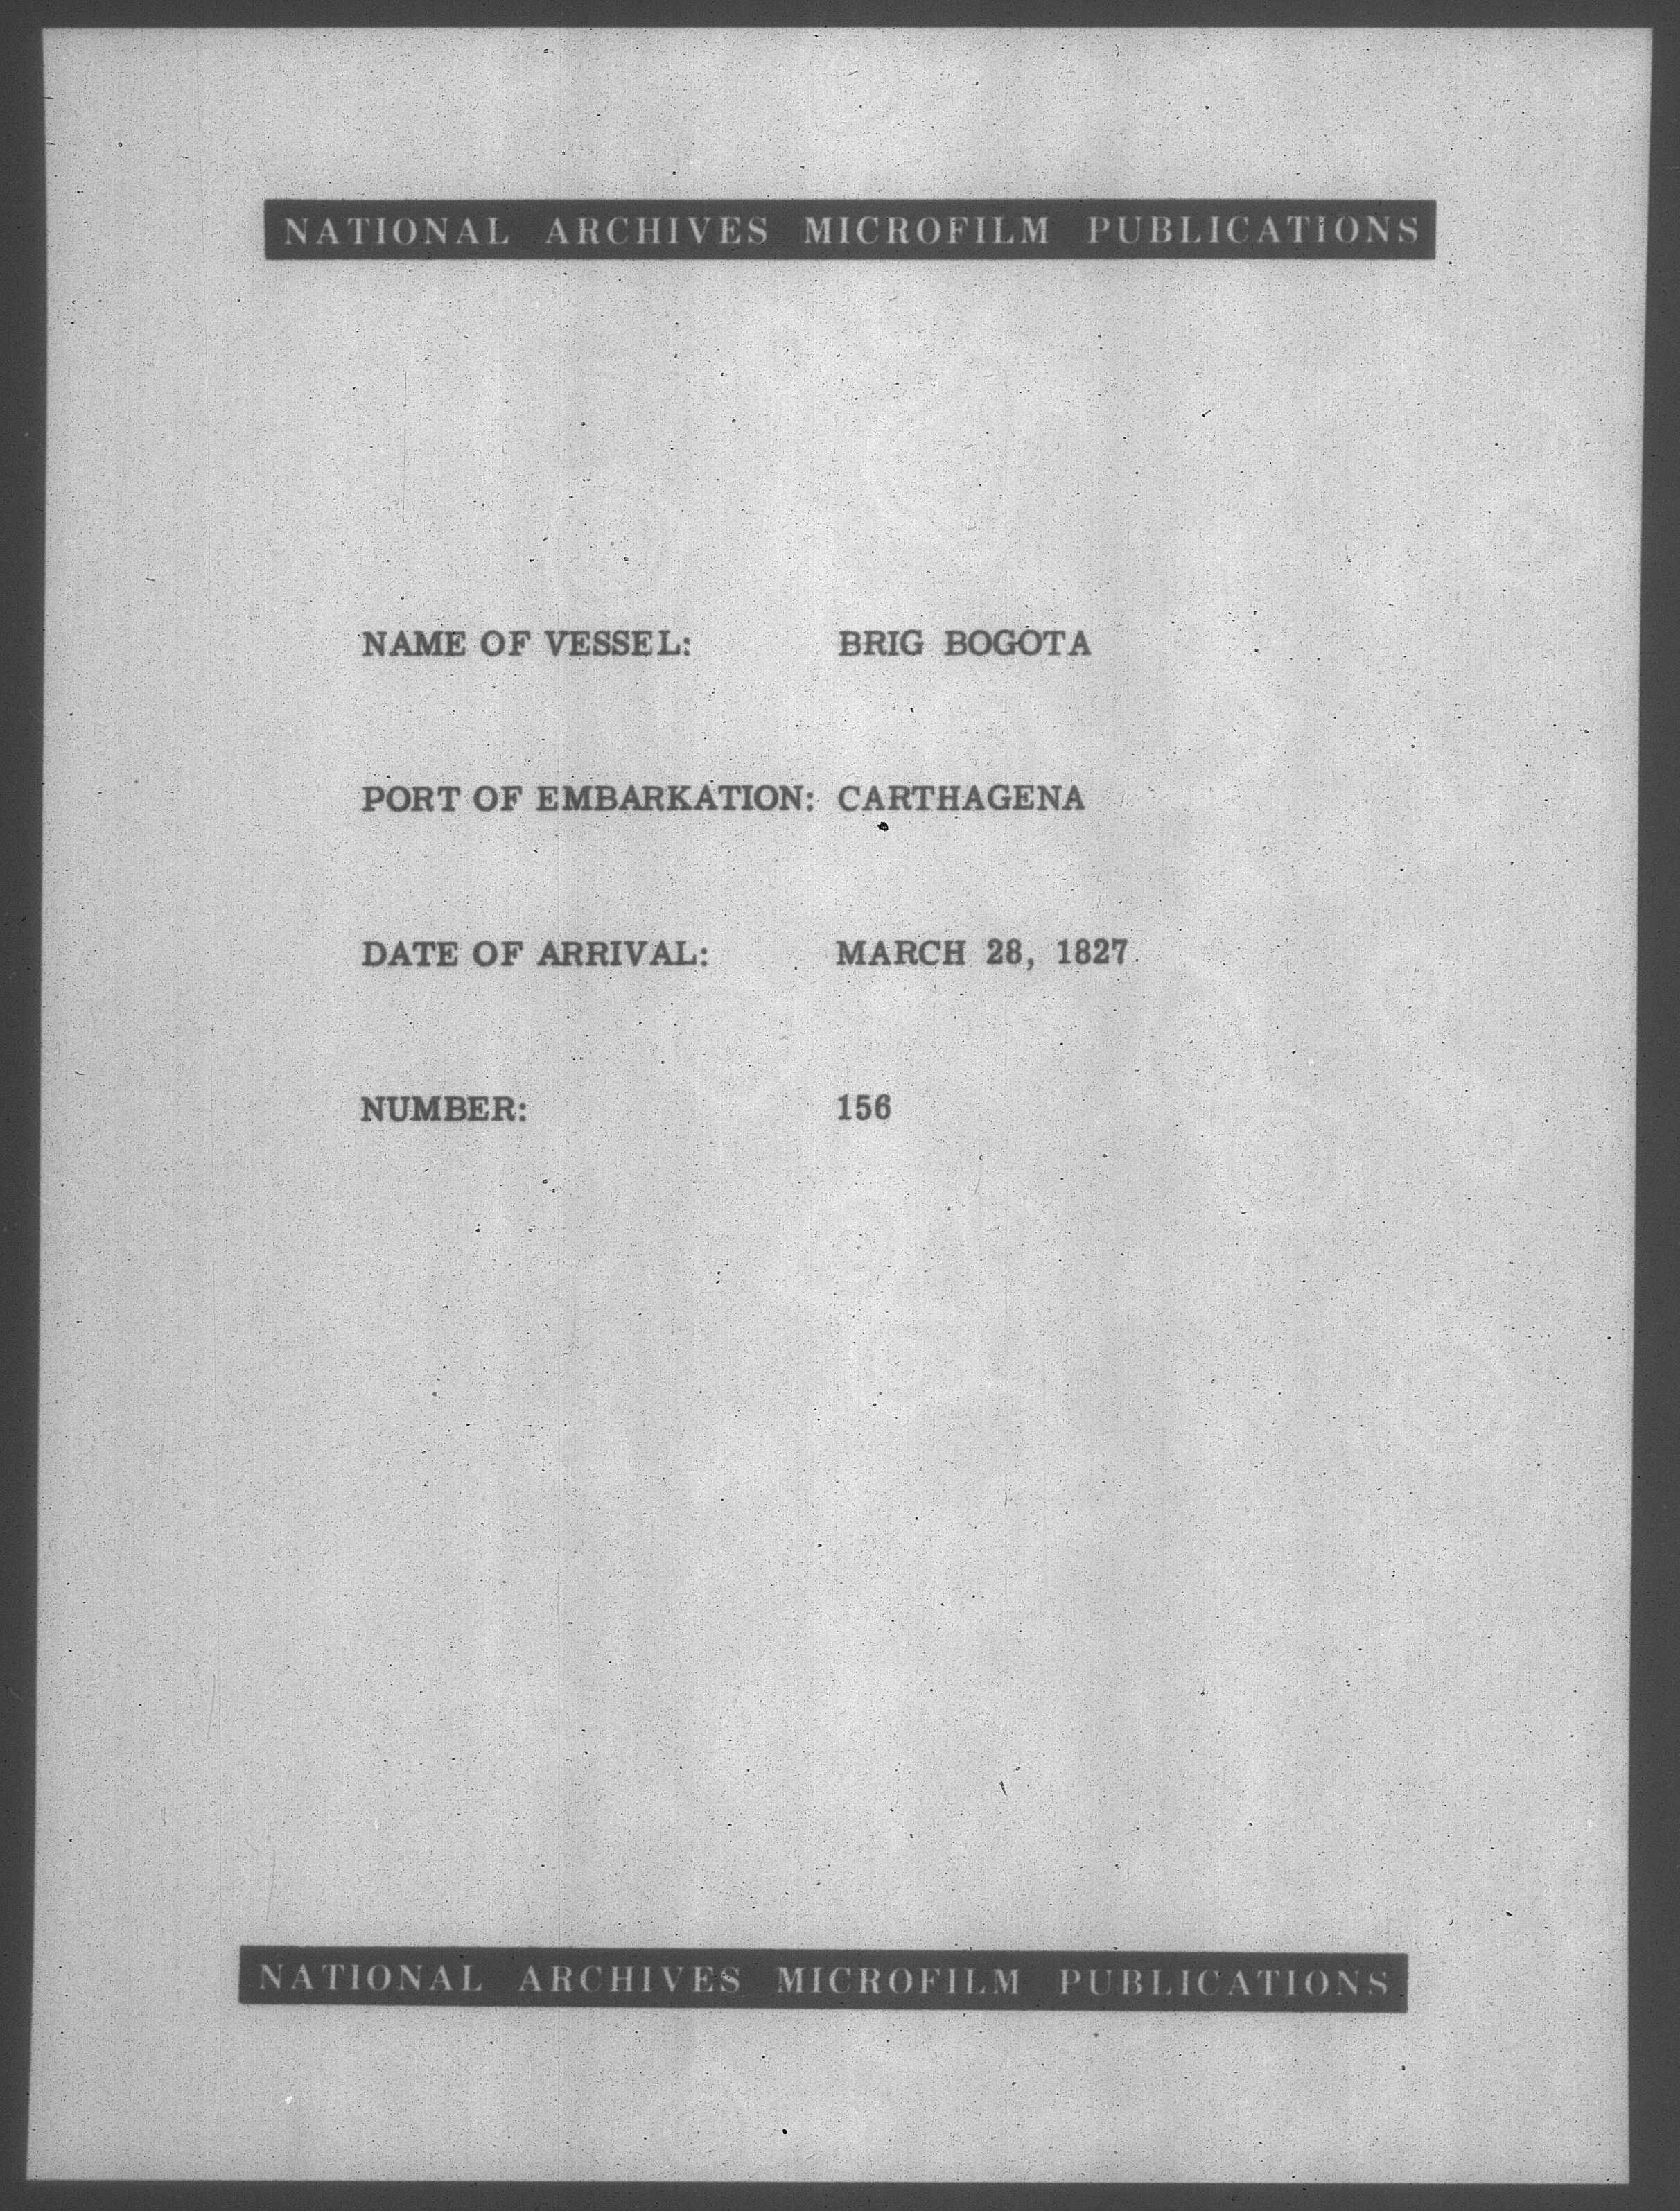 NATIONAL ARCHIVES MICROFILM PUBLICATIONS
NAME OF VESSEL: BRIG BOGOTA
PORT OF EMBARKATION: CARTHAGENA
DATE OF ARRIVAL: MARCH 28, 1827
NUMBER: 156
NATIONAL ARCHIVES MICROFILM PUBLICATIONS